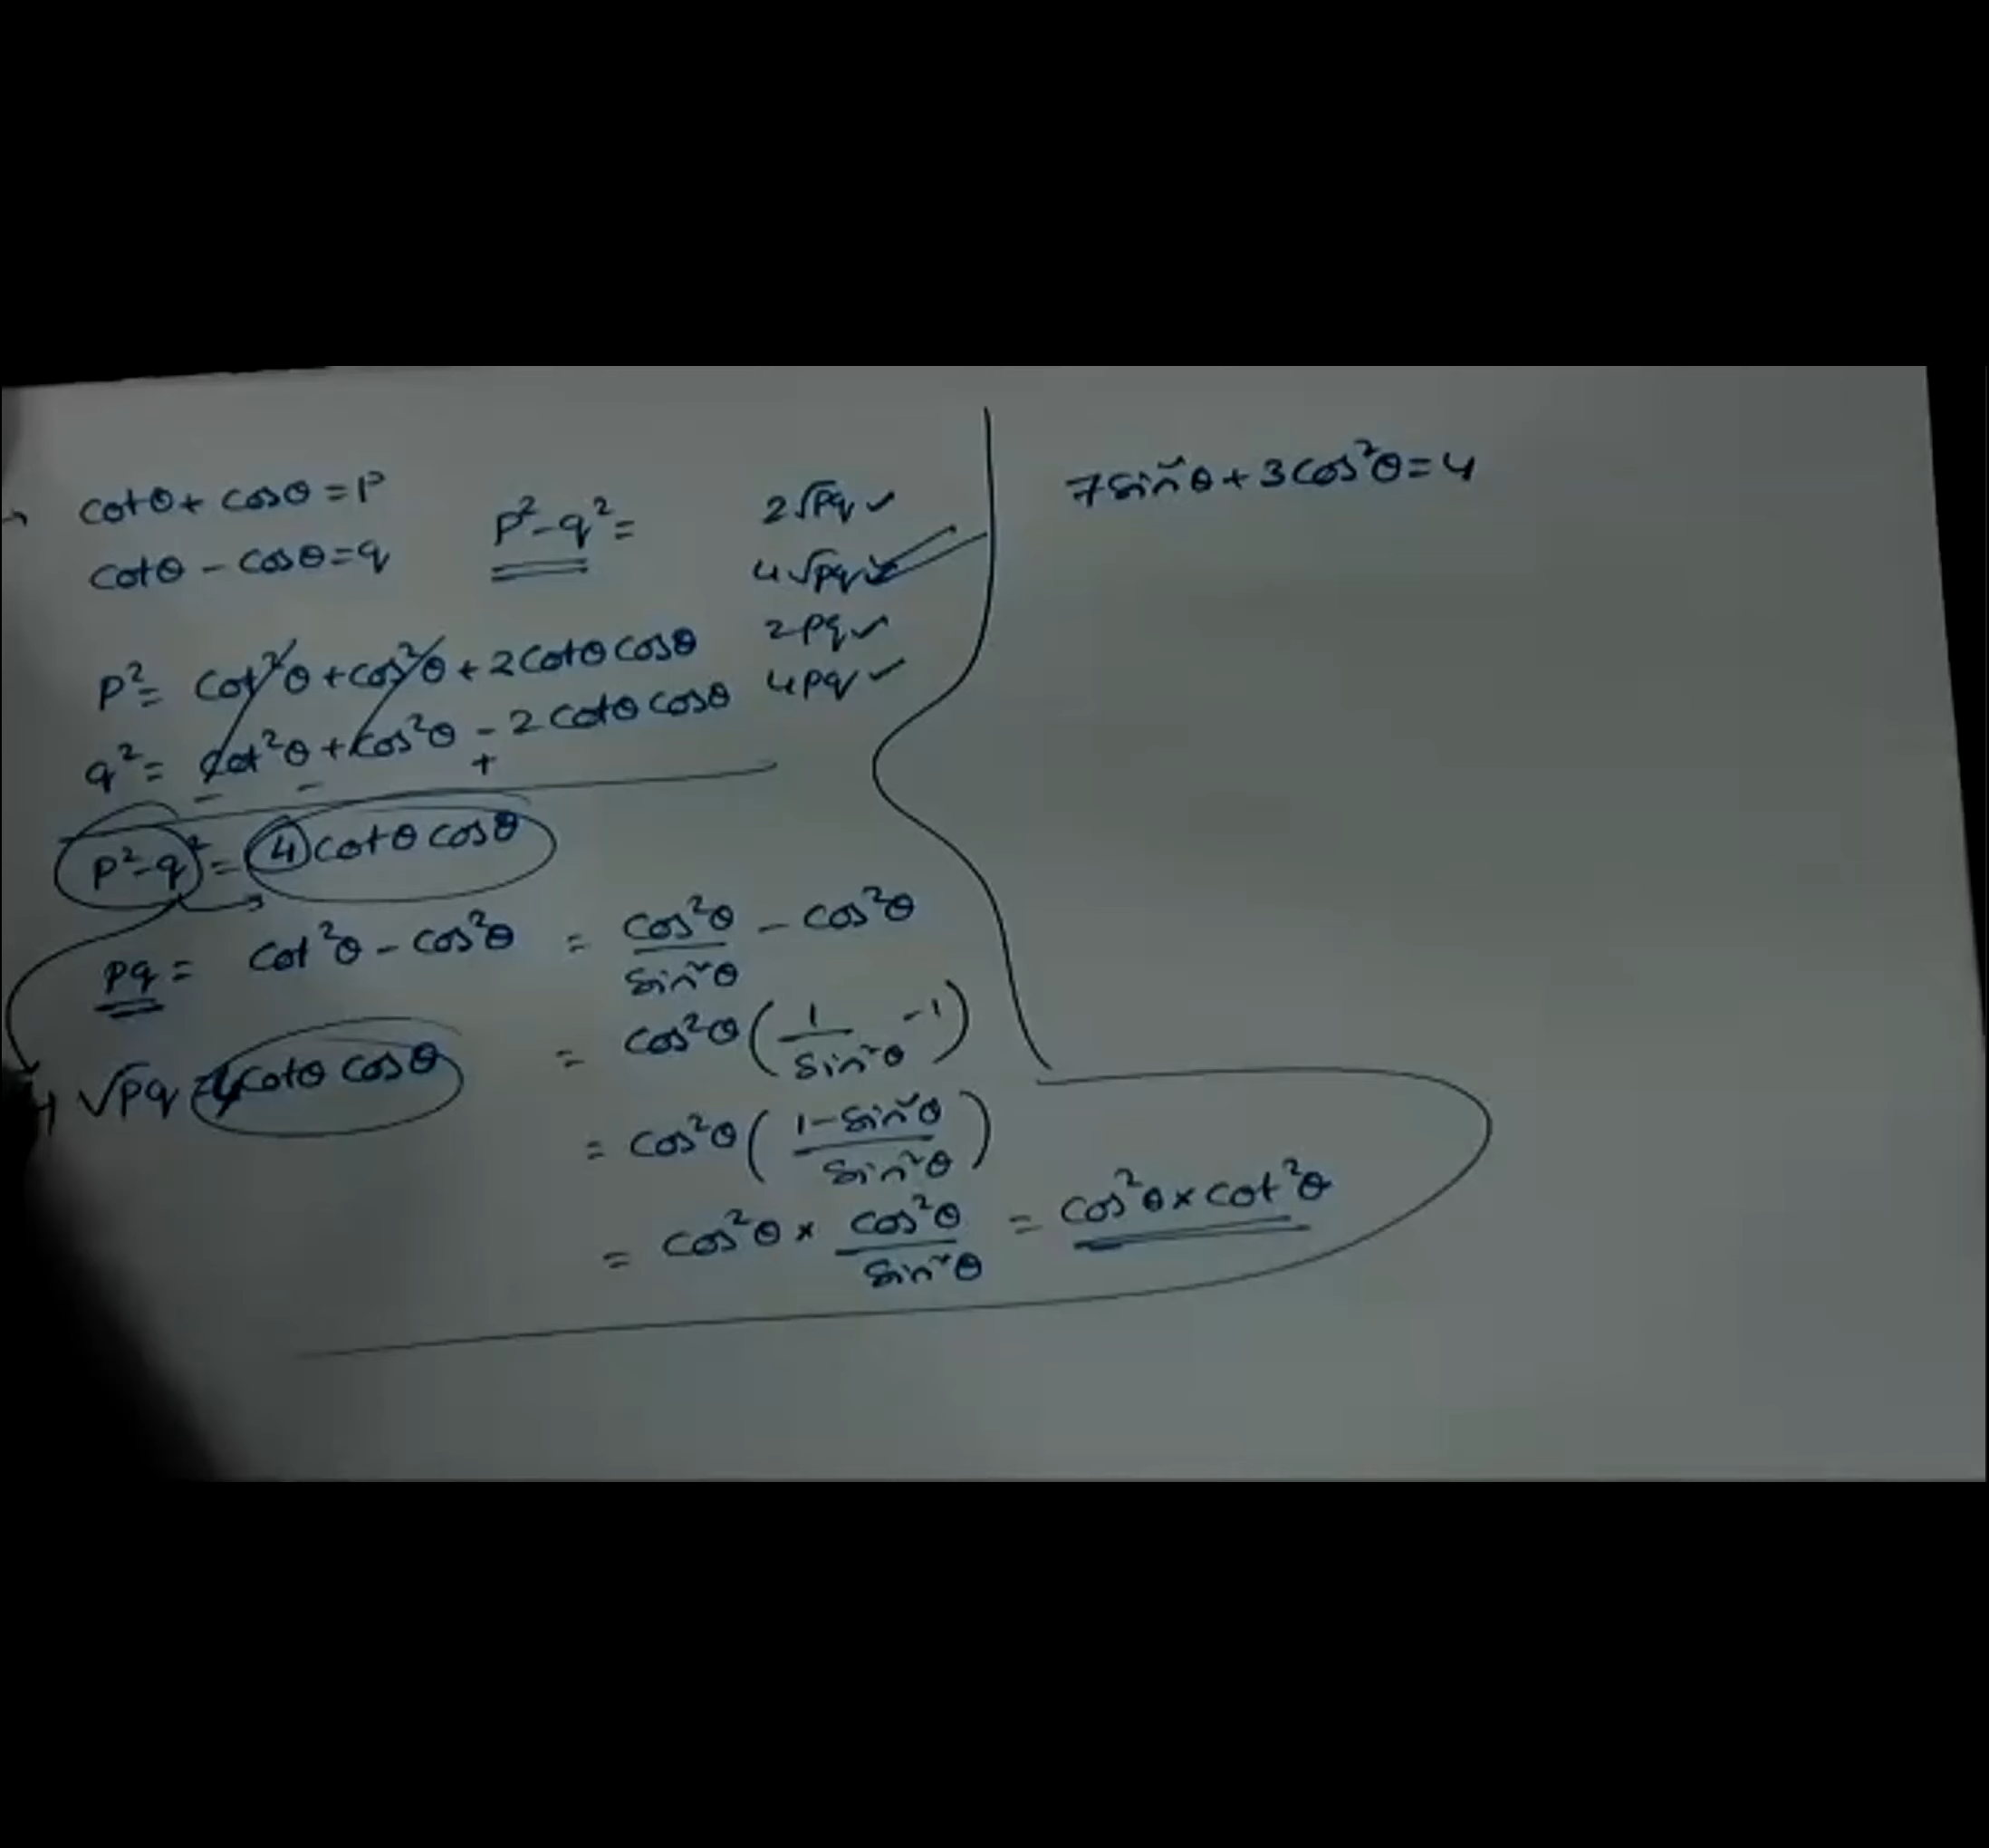 cotθ + cosθ = P
cotθ - cosθ = q
P²-q² =
2√pq ✓
4√pq ✓
2pq ✓
4pq ✓
P² = cot²θ + cos²θ + 2cotθ cosθ
q² = cot²θ + cos²θ - 2cotθ cosθ
- - +
P²-q² = 4 cotθ cosθ
pq = cot²θ - cos²θ = cos²θ/sin²θ - cos²θ
= cos²θ (1/sin²θ - 1)
4 √pq = 4cotθ cosθ
= cos²θ (1-sin²θ/sin²θ)
= cos²θ × cos²θ/sin²θ = cos²θ × cot²θ
7sin²θ + 3cos²θ = 4